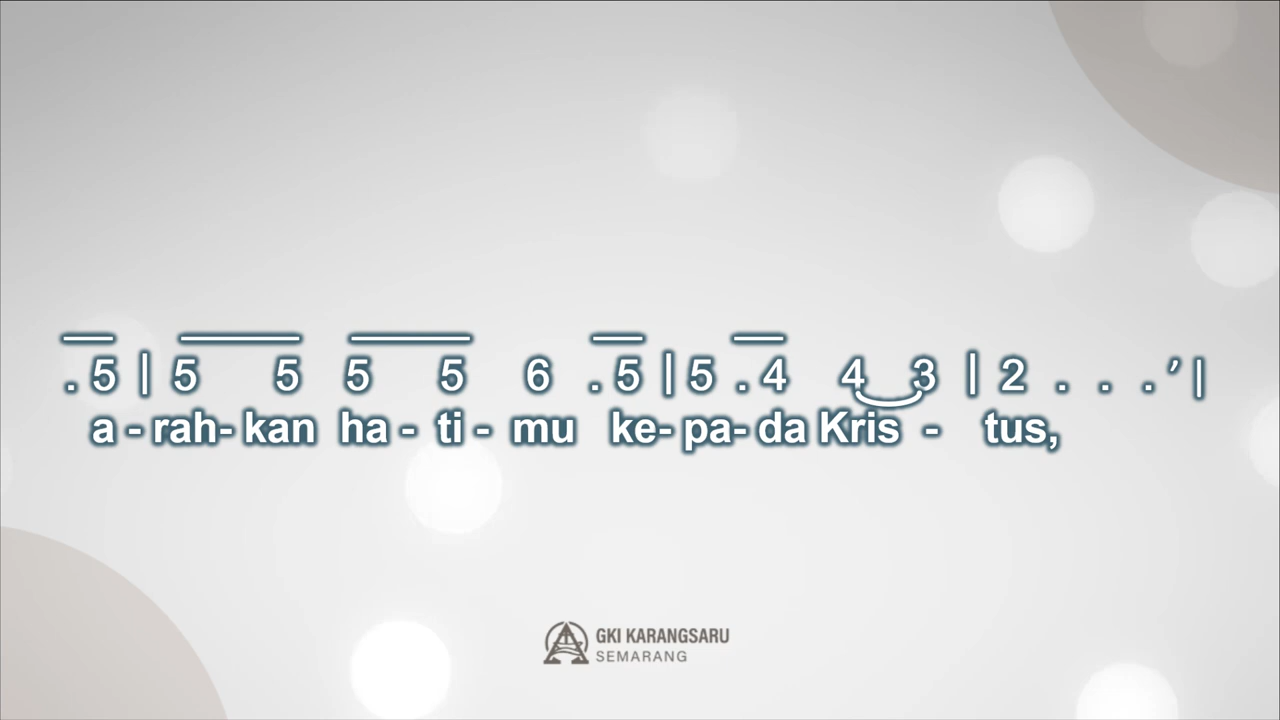 . 5 | 5 5 5 5 6 . 5 | 5 . 4 4 3 | 2 . . . ’ |
a - rah- kan ha - ti - mu ke- pa- da Kris - tus,
GKI KARANGSARU
SEMARANG